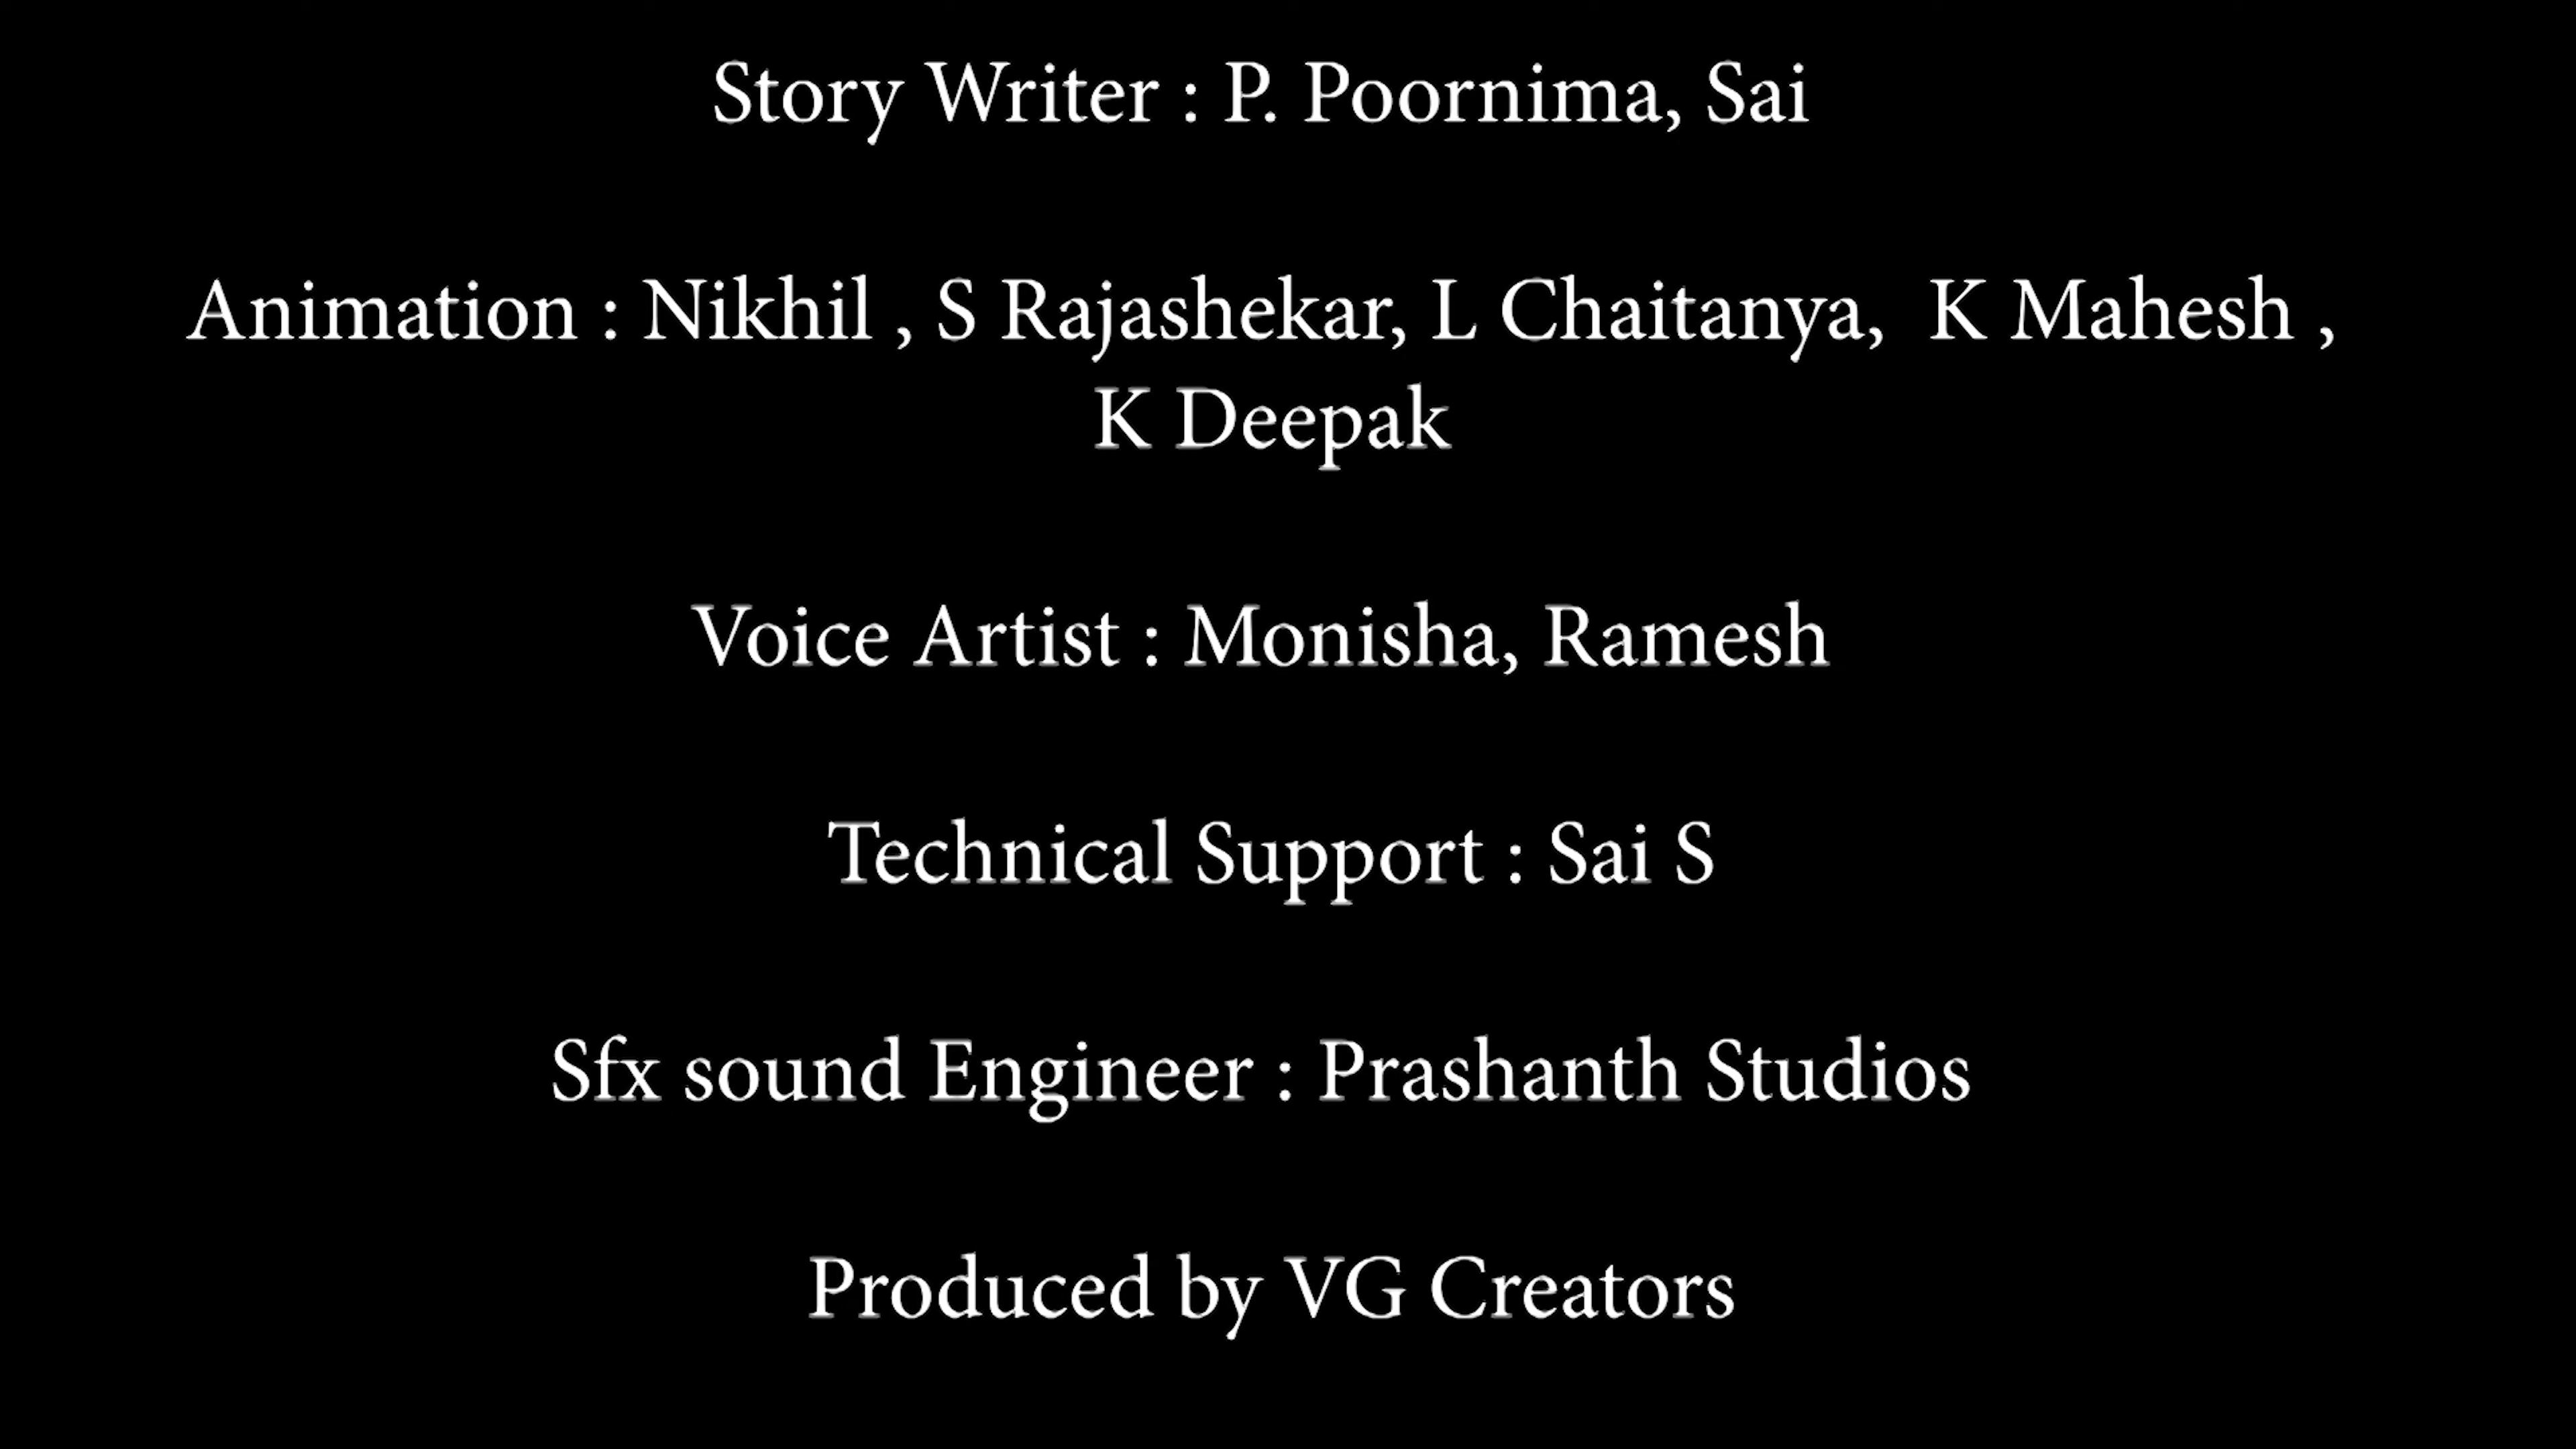 Story Writer : P. Poornima, Sai
Animation : Nikhil , S Rajashekar, L Chaitanya,  K Mahesh ,
K Deepak
Voice Artist : Monisha, Ramesh
Technical Support : Sai S
Sfx sound Engineer : Prashanth Studios
Produced by VG Creators